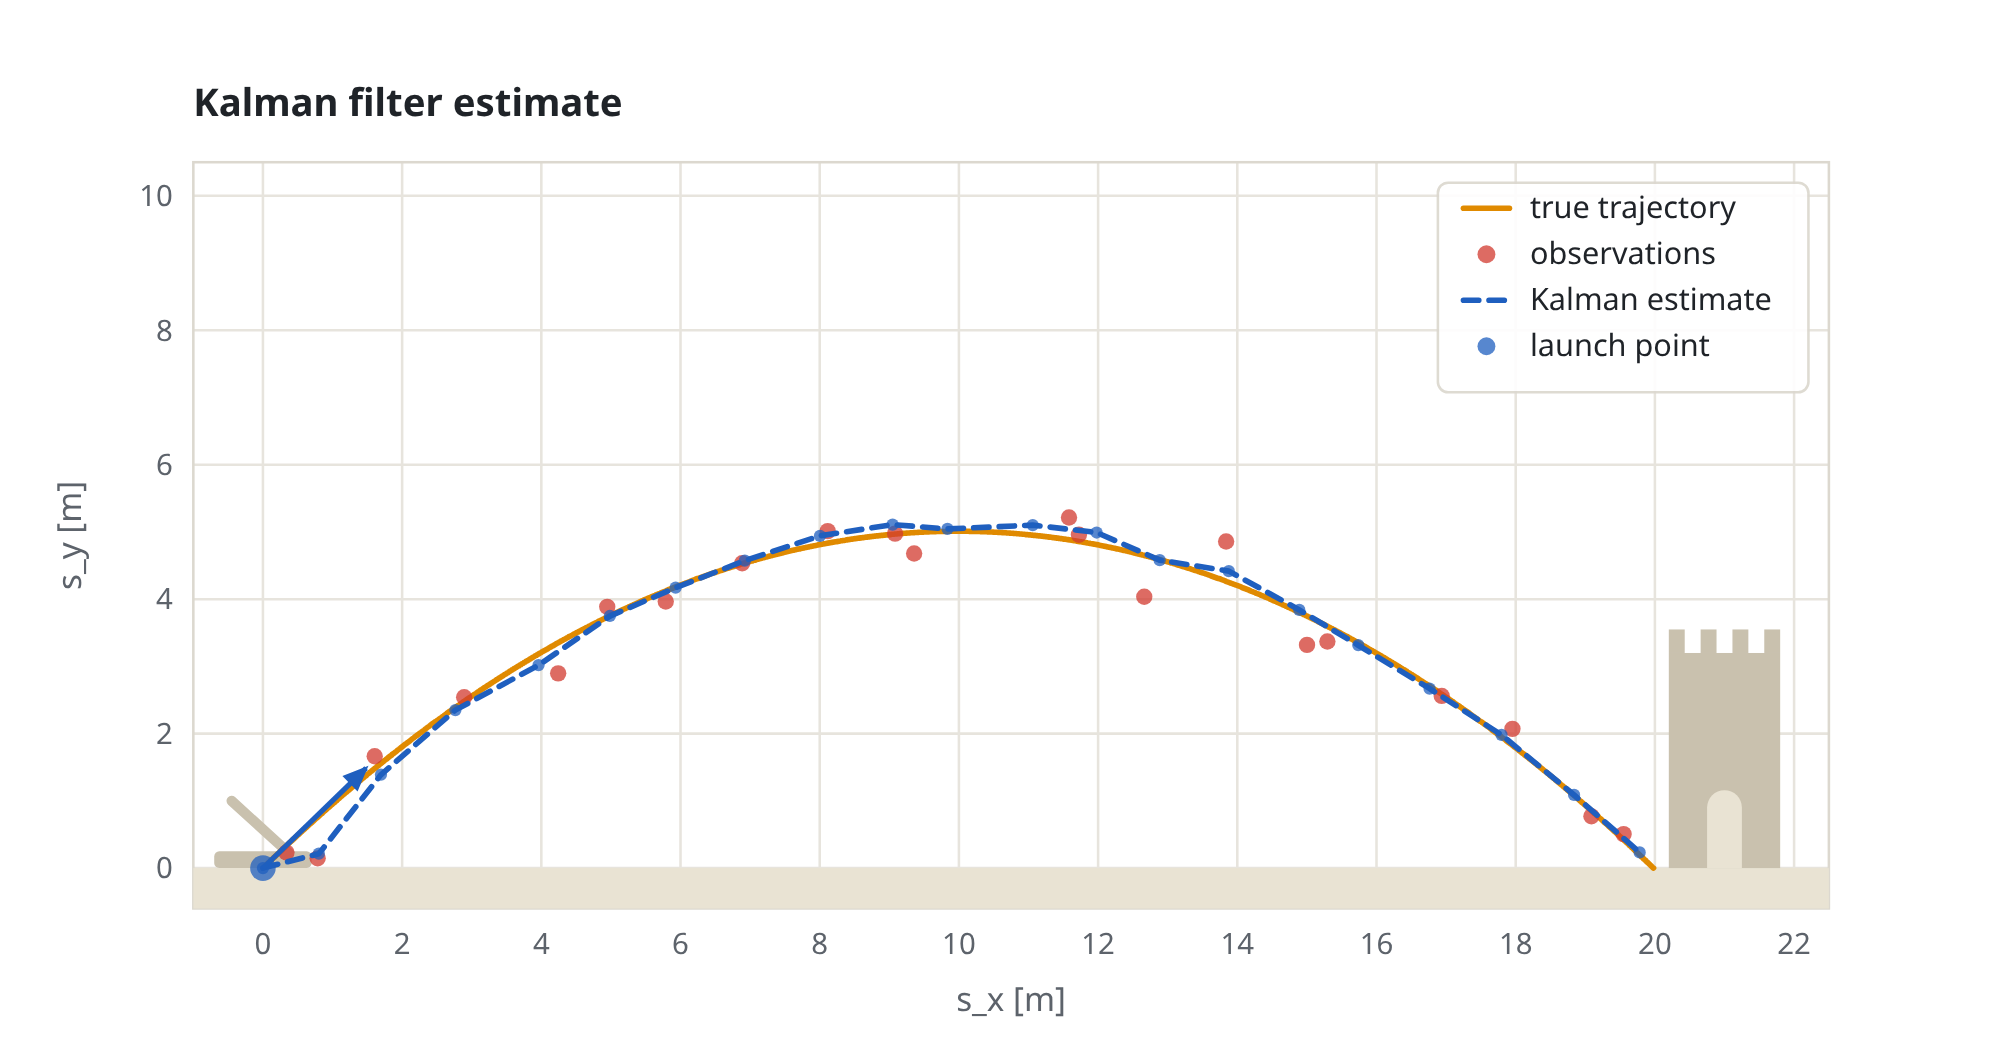 Kalman filter estimate
true trajectory
observations
Kalman estimate
launch point
10
8
6
4
2
0
s_y [m]
0 2 4 6 8 10 12 14 16 18 20 22
s_x [m]